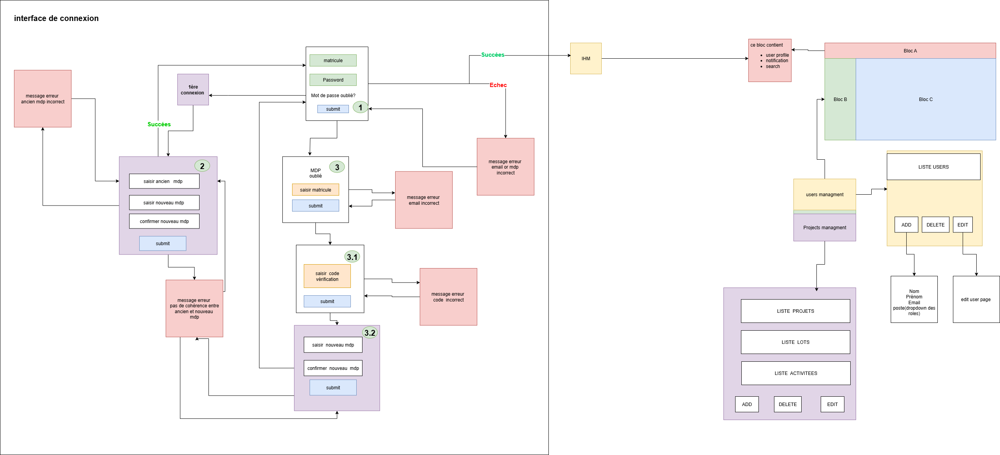 interface de connexion
matricule
Password
Mot de passe oublié?
submit
1
1ére
connexion
Succées
Echec
message erreur
ancien mdp incorrect
Succées
2
saisir ancien mdp
saisir nouveau mdp
confirmer nouveau mdp
submit
message erreur
pas de cohérence entre
ancien et nouveau
mdp
3
MDP
oublié
saisir matricule
submit
message erreur
email incorrect
message erreur
email or mdp
incorrect
3.1
saisir code
vérification
submit
message erreur
code incorrect
3.2
saisir nouveau mdp
confirmer nouveau mdp
submit
IHM
ce bloc contient
• user profile
• notification
• search
Bloc A
Bloc B
Bloc C
users managment
Projects managment
LISTE USERS
ADD
DELETE
EDIT
Nom
Prénom
Email
poste(dropdown des
roles)
edit user page
LISTE PROJETS
LISTE LOTS
LISTE ACTIVITEES
ADD
DELETE
EDIT